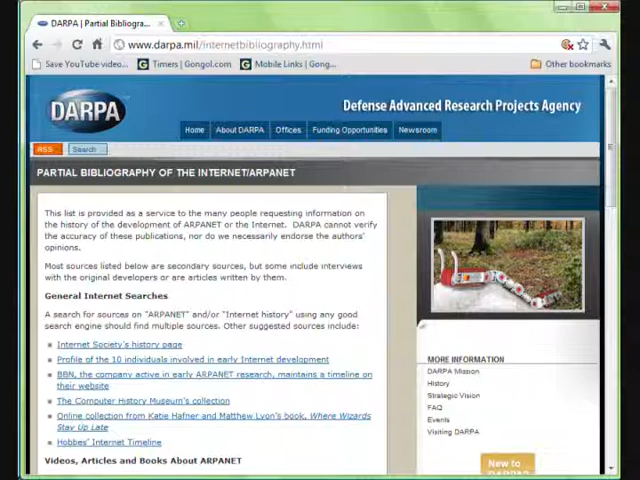 DARPA | Partial Bibliogra...
www.darpa.mil/internetbibliography.html
Save YouTube video...
Timers | Gongol.com
Mobile Links | Gong...
Other bookmarks
DARPA
Defense Advanced Research Projects Agency
Home
About DARPA
Offices
Funding Opportunities
Newsroom
RSS
Search
PARTIAL BIBLIOGRAPHY OF THE INTERNET/ARPANET
This list is provided as a service to the many people requesting information on
the history of the development of ARPANET or the Internet. DARPA cannot verify
the accuracy of these publications, nor do we necessarily endorse the authors'
opinions.
Most sources listed below are secondary sources, but some include interviews
with the original developers or are articles written by them.
General Internet Searches
A search for sources on "ARPANET" and/or "Internet history" using any good
search engine should find multiple sources. Other suggested sources include:
Internet Society's history page
Profile of the 10 individuals involved in early Internet development
BBN, the company active in early ARPANET research, maintains a timeline on
their website
The Computer History Museum's collection
Online collection from Katie Hafner and Matthew Lyon's book, Where Wizards
Stay Up Late
Hobbes' Internet Timeline
Videos, Articles and Books About ARPANET
MORE INFORMATION
DARPA Mission
History
Strategic Vision
FAQ
Events
Visiting DARPA
New to
DARPA?